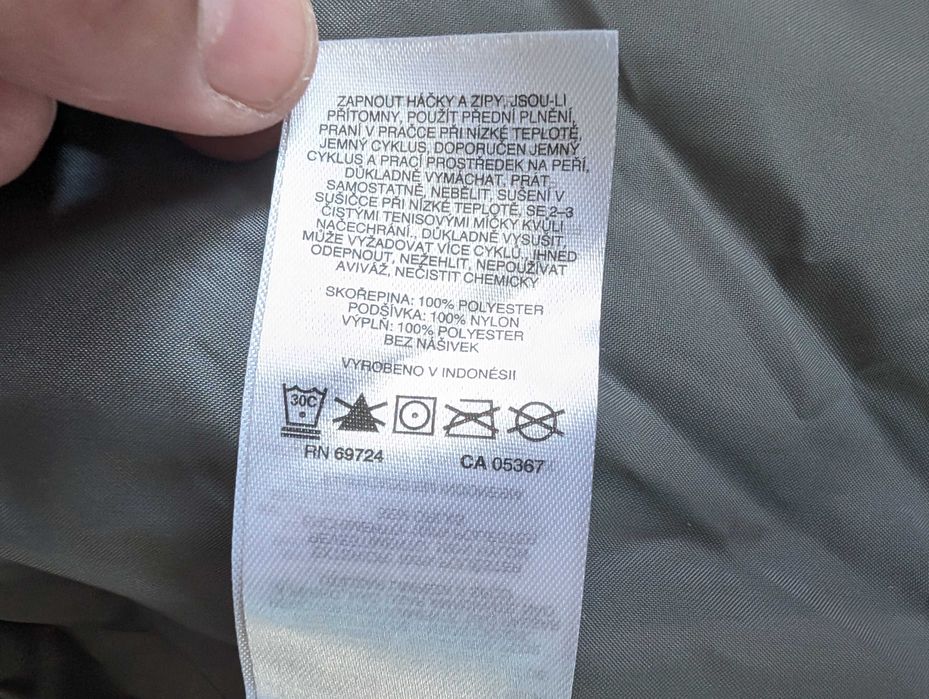 ZAPNOUT HÁČKY A ZIPY, JSOU-LI
PŘÍTOMNY, POUŽÍT PŘEDNÍ PLNĚNÍ,
PRANÍ V PRAČCE PŘI NÍZKÉ TEPLOTĚ,
JEMNÝ CYKLUS, DOPORUČEN JEMNÝ
CYKLUS A PRACÍ PROSTŘEDEK NA PEŘÍ,
DŮKLADNĚ VYMÁCHAT, PRÁT
SAMOSTATNĚ, NEBĚLIT, SUŠENÍ V
SUŠIČCE PŘI NÍZKÉ TEPLOTĚ, SE 2–3
ČISTÝMI TENISOVÝMI MÍČKY KVŮLI
NAČECHRÁNÍ., DŮKLADNĚ VYSUŠIT,
MŮŽE VYŽADOVAT VÍCE CYKLŮ., IHNED
ODEPNOUT, NEŽEHLIT, NEPOUŽÍVAT
AVIVÁŽ, NEČISTIT CHEMICKY
SKOŘEPINA: 100% POLYESTER
PODŠÍVKA: 100% NYLON
VÝPLŇ: 100% POLYESTER
BEZ NÁŠIVEK
VYROBENO V INDONÉSII
30C
RN 69724 CA 05367